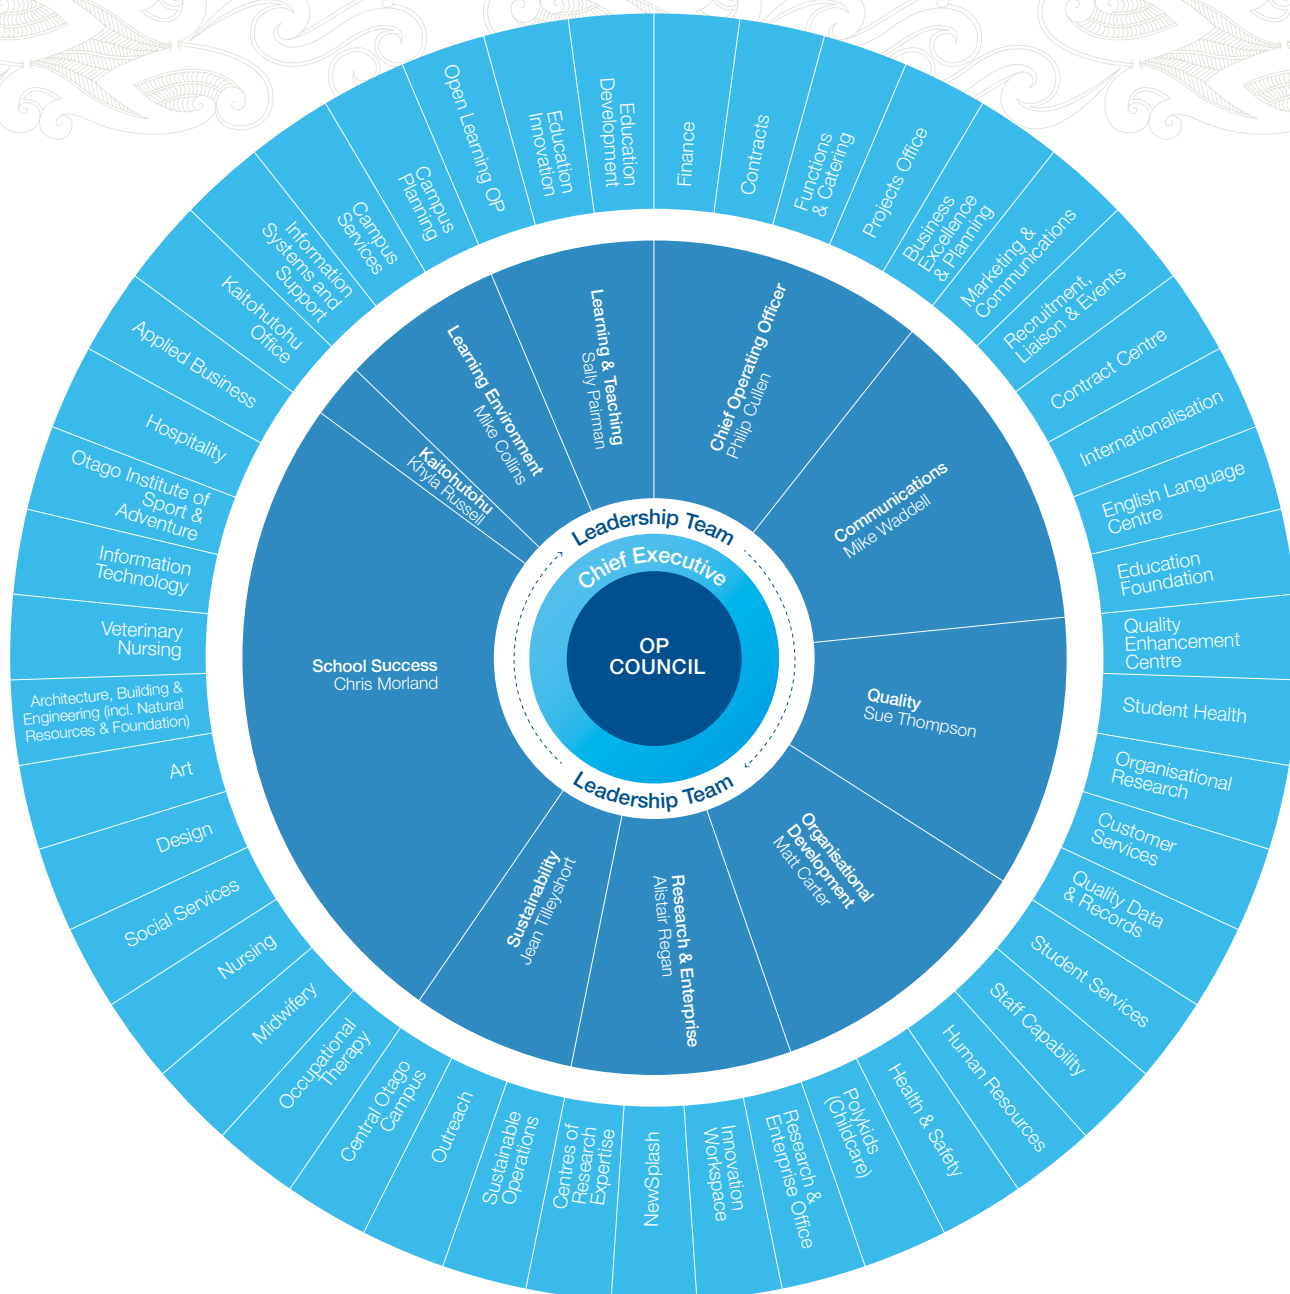 OP
COUNCIL
Chief Executive
Leadership Team
Leadership Team
Chief Operating Officer
Philip Cullen
Communications
Mike Waddell
Quality
Sue Thompson
Organisational
Development
Matt Carter
Research & Enterprise
Alistair Regan
Sustainability
Jean Tilleyshort
School Success
Chris Morland
Kaitohutohu
Khyla Russell
Learning Environment
Mike Collins
Learning & Teaching
Sally Pairman
Finance
Contracts
Functions
& Catering
Projects Office
Business
Excellence
& Planning
Marketing &
Communications
Recruitment,
Liaison & Events
Contract Centre
Internationalisation
English Language
Centre
Education
Foundation
Quality
Enhancement
Centre
Student Health
Organisational
Research
Customer
Services
Quality Data
& Records
Student Services
Staff Capability
Human Resources
Health & Safety
Polykids
(Childcare)
Research &
Enterprise Office
Innovation
Workspace
NewSplash
Centres of
Research
Expertise
Sustainable
Operations
Outreach
Central Otago
Campus
Occupational
Therapy
Midwifery
Nursing
Social Services
Design
Art
Architecture, Building &
Engineering (incl. Natural
Resources & Foundation)
Veterinary
Nursing
Information
Technology
Otago Institute of
Sport &
Adventure
Hospitality
Applied Business
Kaitohutohu
Office
Information
Systems and
Support
Campus
Services
Campus
Planning
Open Learning OP
Education
Innovation
Education
Development